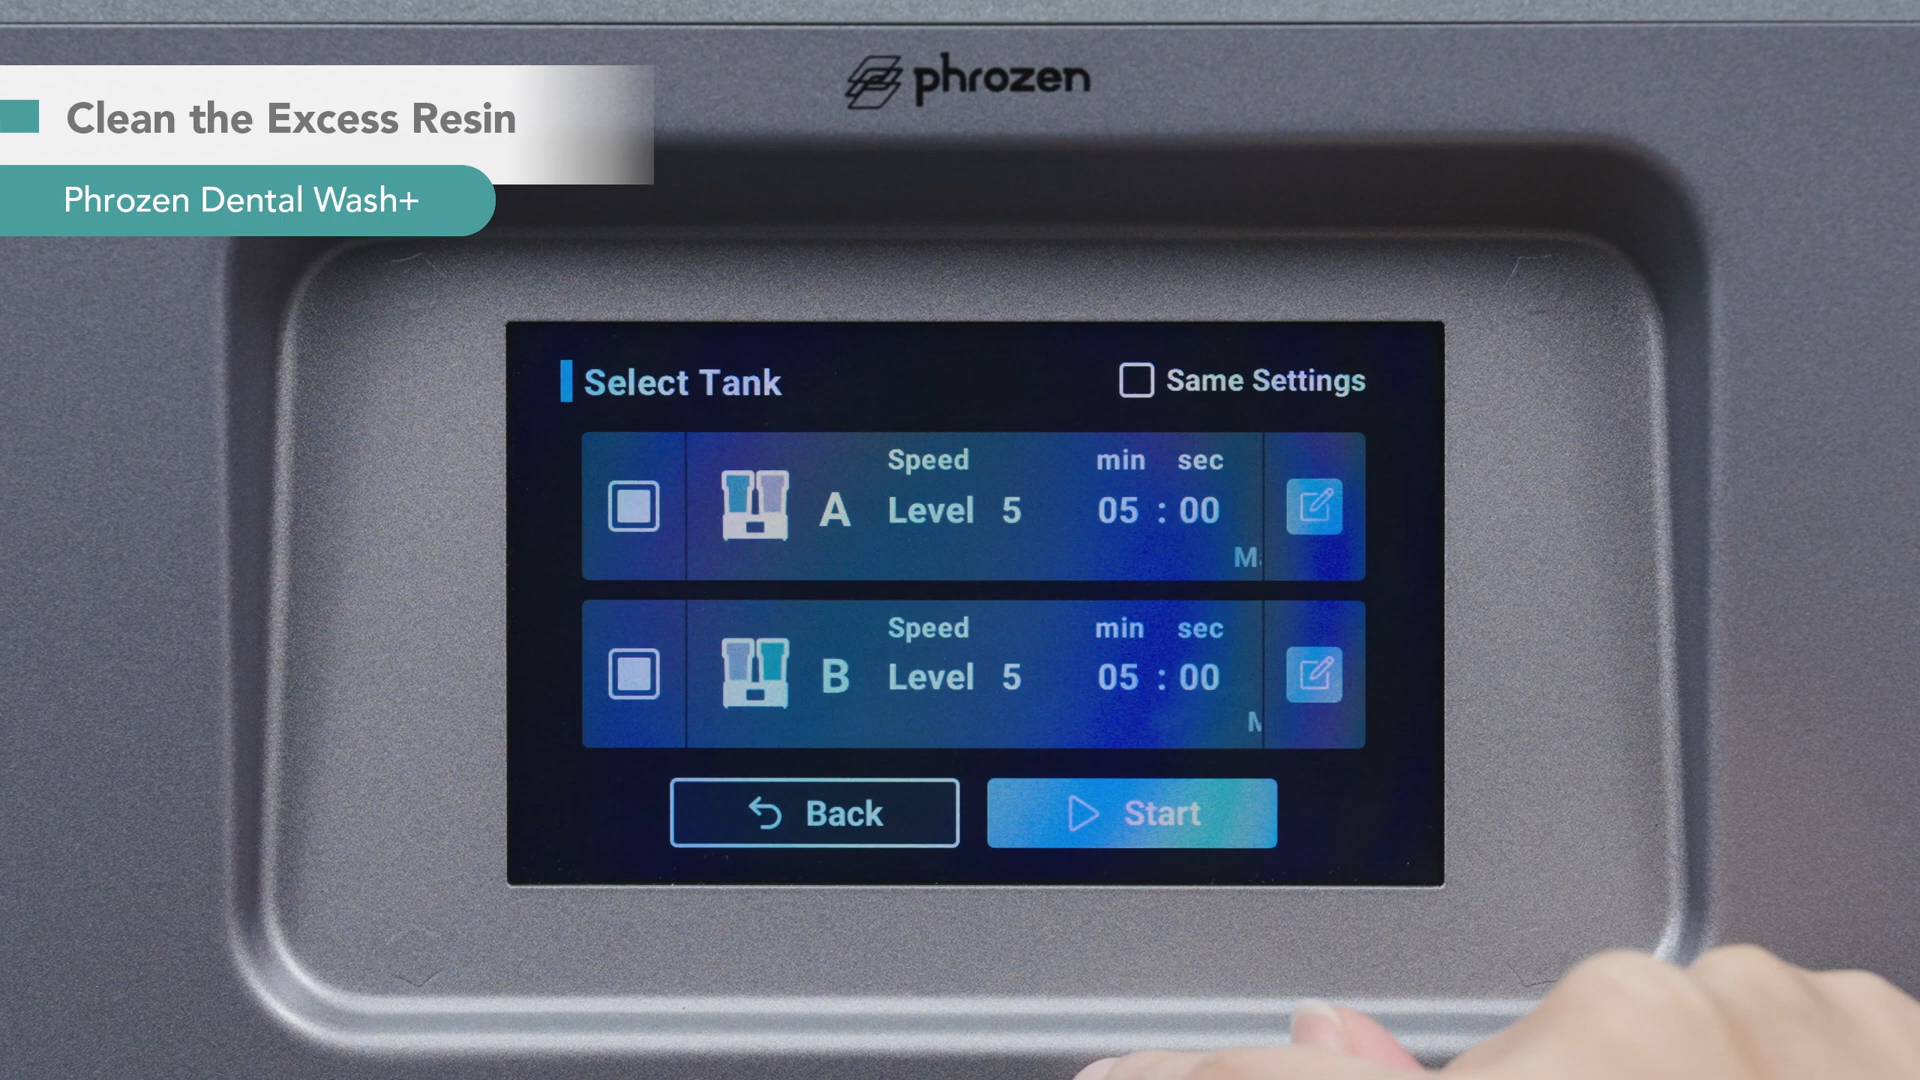 phrozen
Clean the Excess Resin
Phrozen Dental Wash+
Select Tank
Same Settings
Speed min sec
A Level 5 05 : 00
Speed min sec
B Level 5 05 : 00
Back
Start